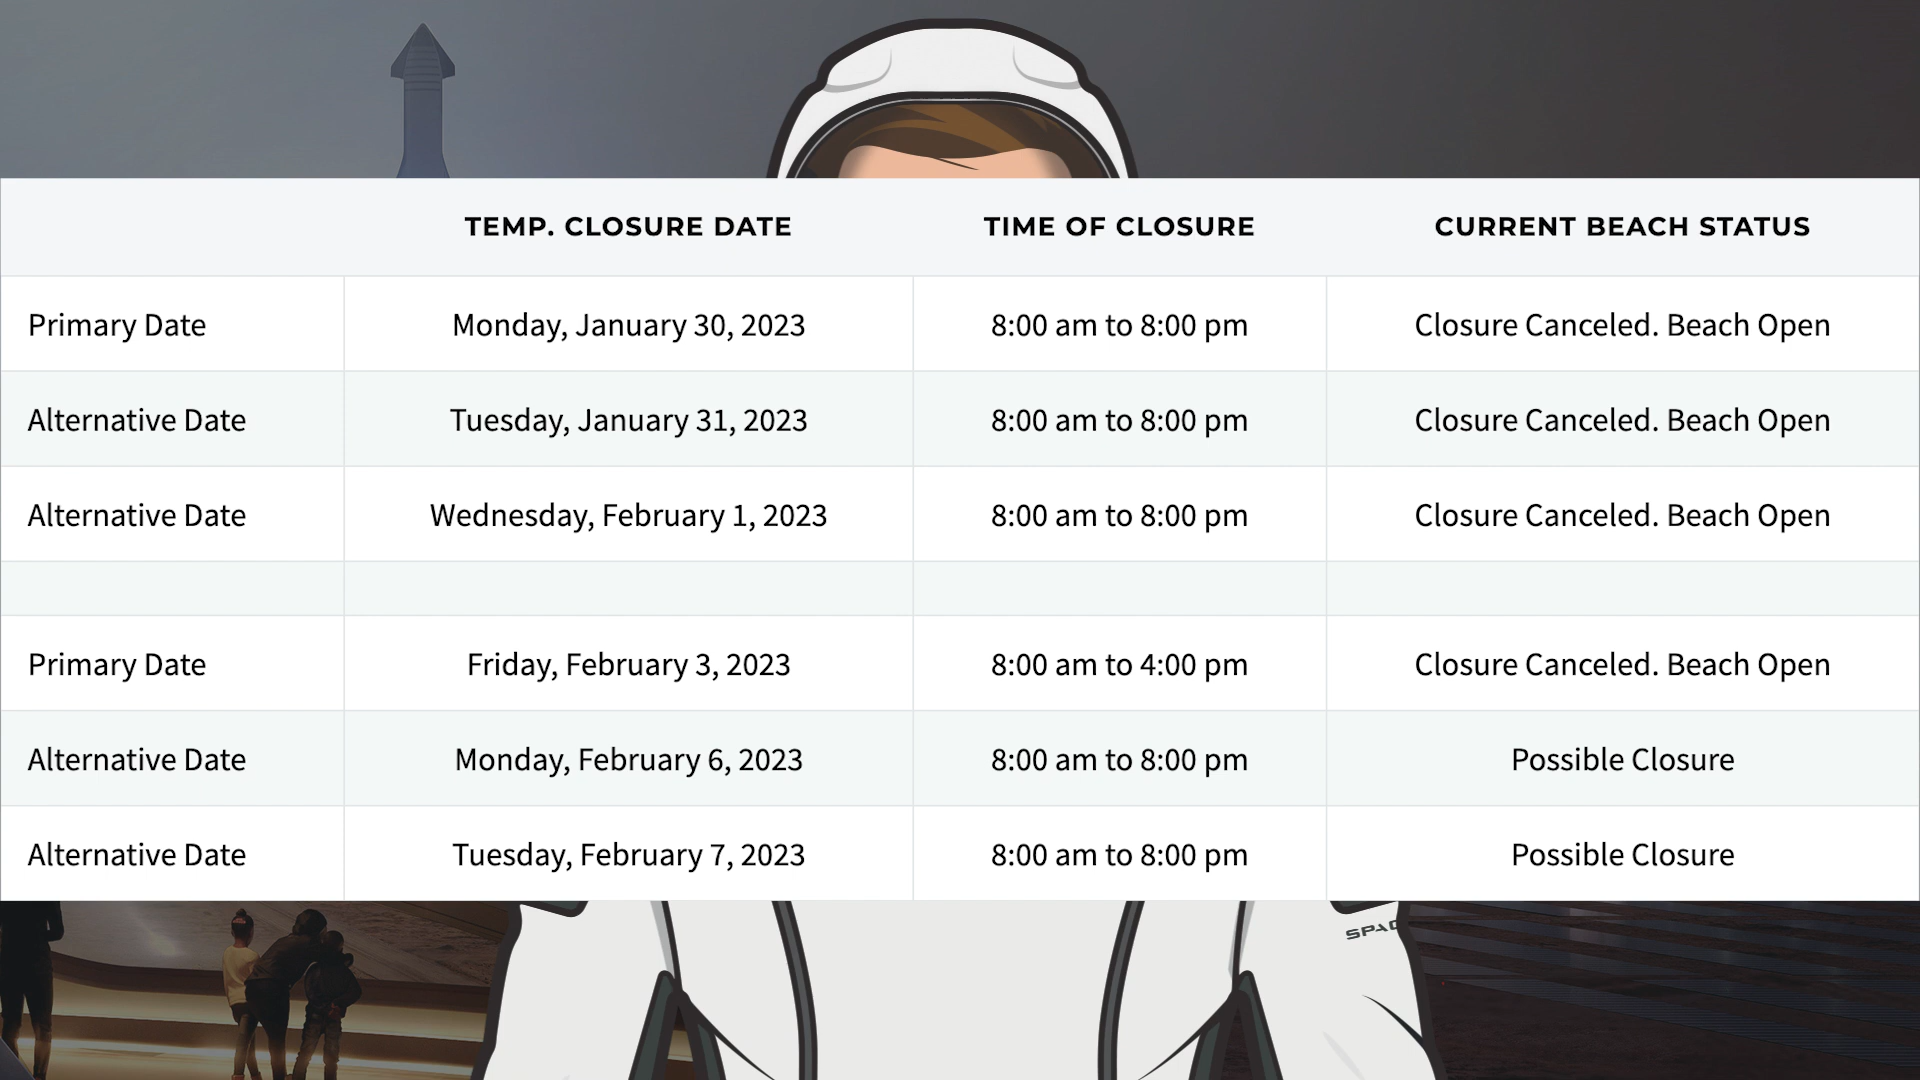 TEMP. CLOSURE DATE TIME OF CLOSURE CURRENT BEACH STATUS
Primary Date Monday, January 30, 2023 8:00 am to 8:00 pm Closure Canceled. Beach Open
Alternative Date Tuesday, January 31, 2023 8:00 am to 8:00 pm Closure Canceled. Beach Open
Alternative Date Wednesday, February 1, 2023 8:00 am to 8:00 pm Closure Canceled. Beach Open
Primary Date Friday, February 3, 2023 8:00 am to 4:00 pm Closure Canceled. Beach Open
Alternative Date Monday, February 6, 2023 8:00 am to 8:00 pm Possible Closure
Alternative Date Tuesday, February 7, 2023 8:00 am to 8:00 pm Possible Closure